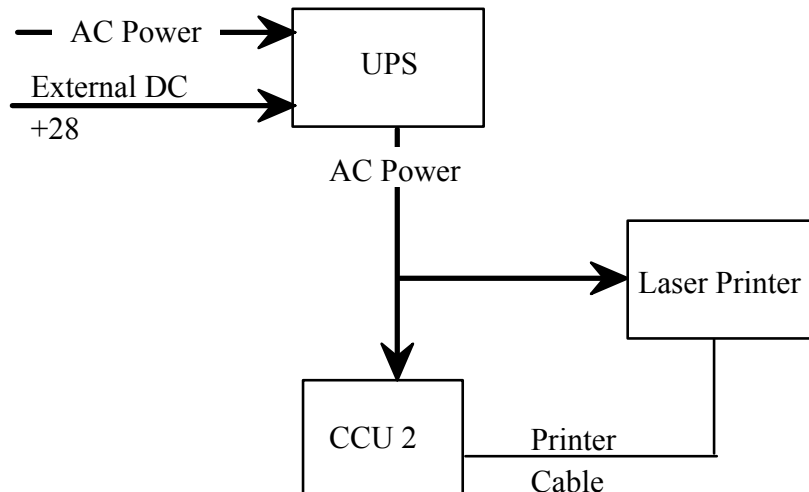 AC Power
UPS
External DC
+28
AC Power
Laser Printer
CCU 2
Printer
Cable